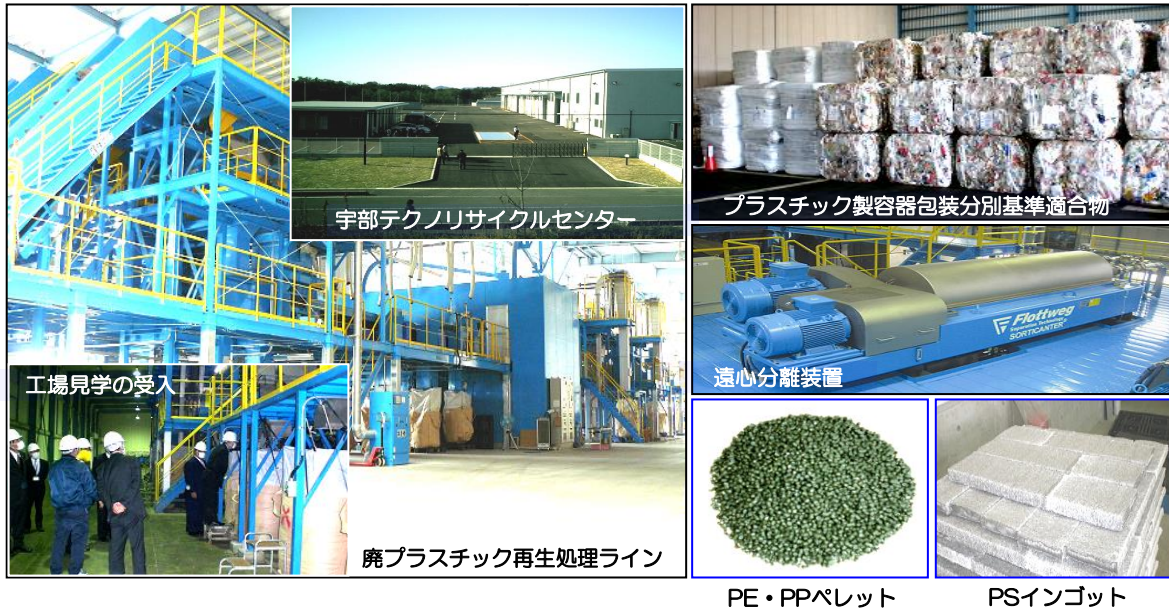 宇部テクノリサイクルセンター
プラスチック製容器包装分別基準適合物
Flottweg
Separation Technology
SORTICANTER®
遠心分離装置
工場見学の受入
廃プラスチック再生処理ライン
PE・PPペレット
PSインゴット